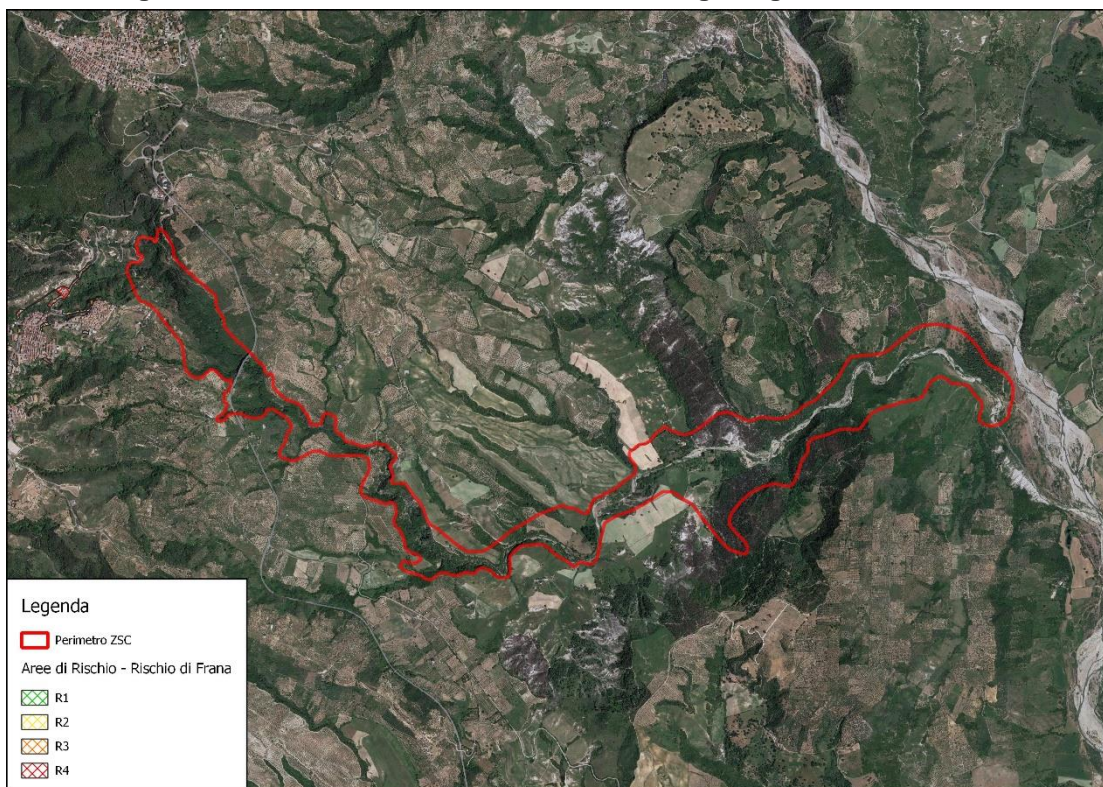 Legenda
Perimetro ZSC
Aree di Rischio - Rischio di Frana
R1
R2
R3
R4